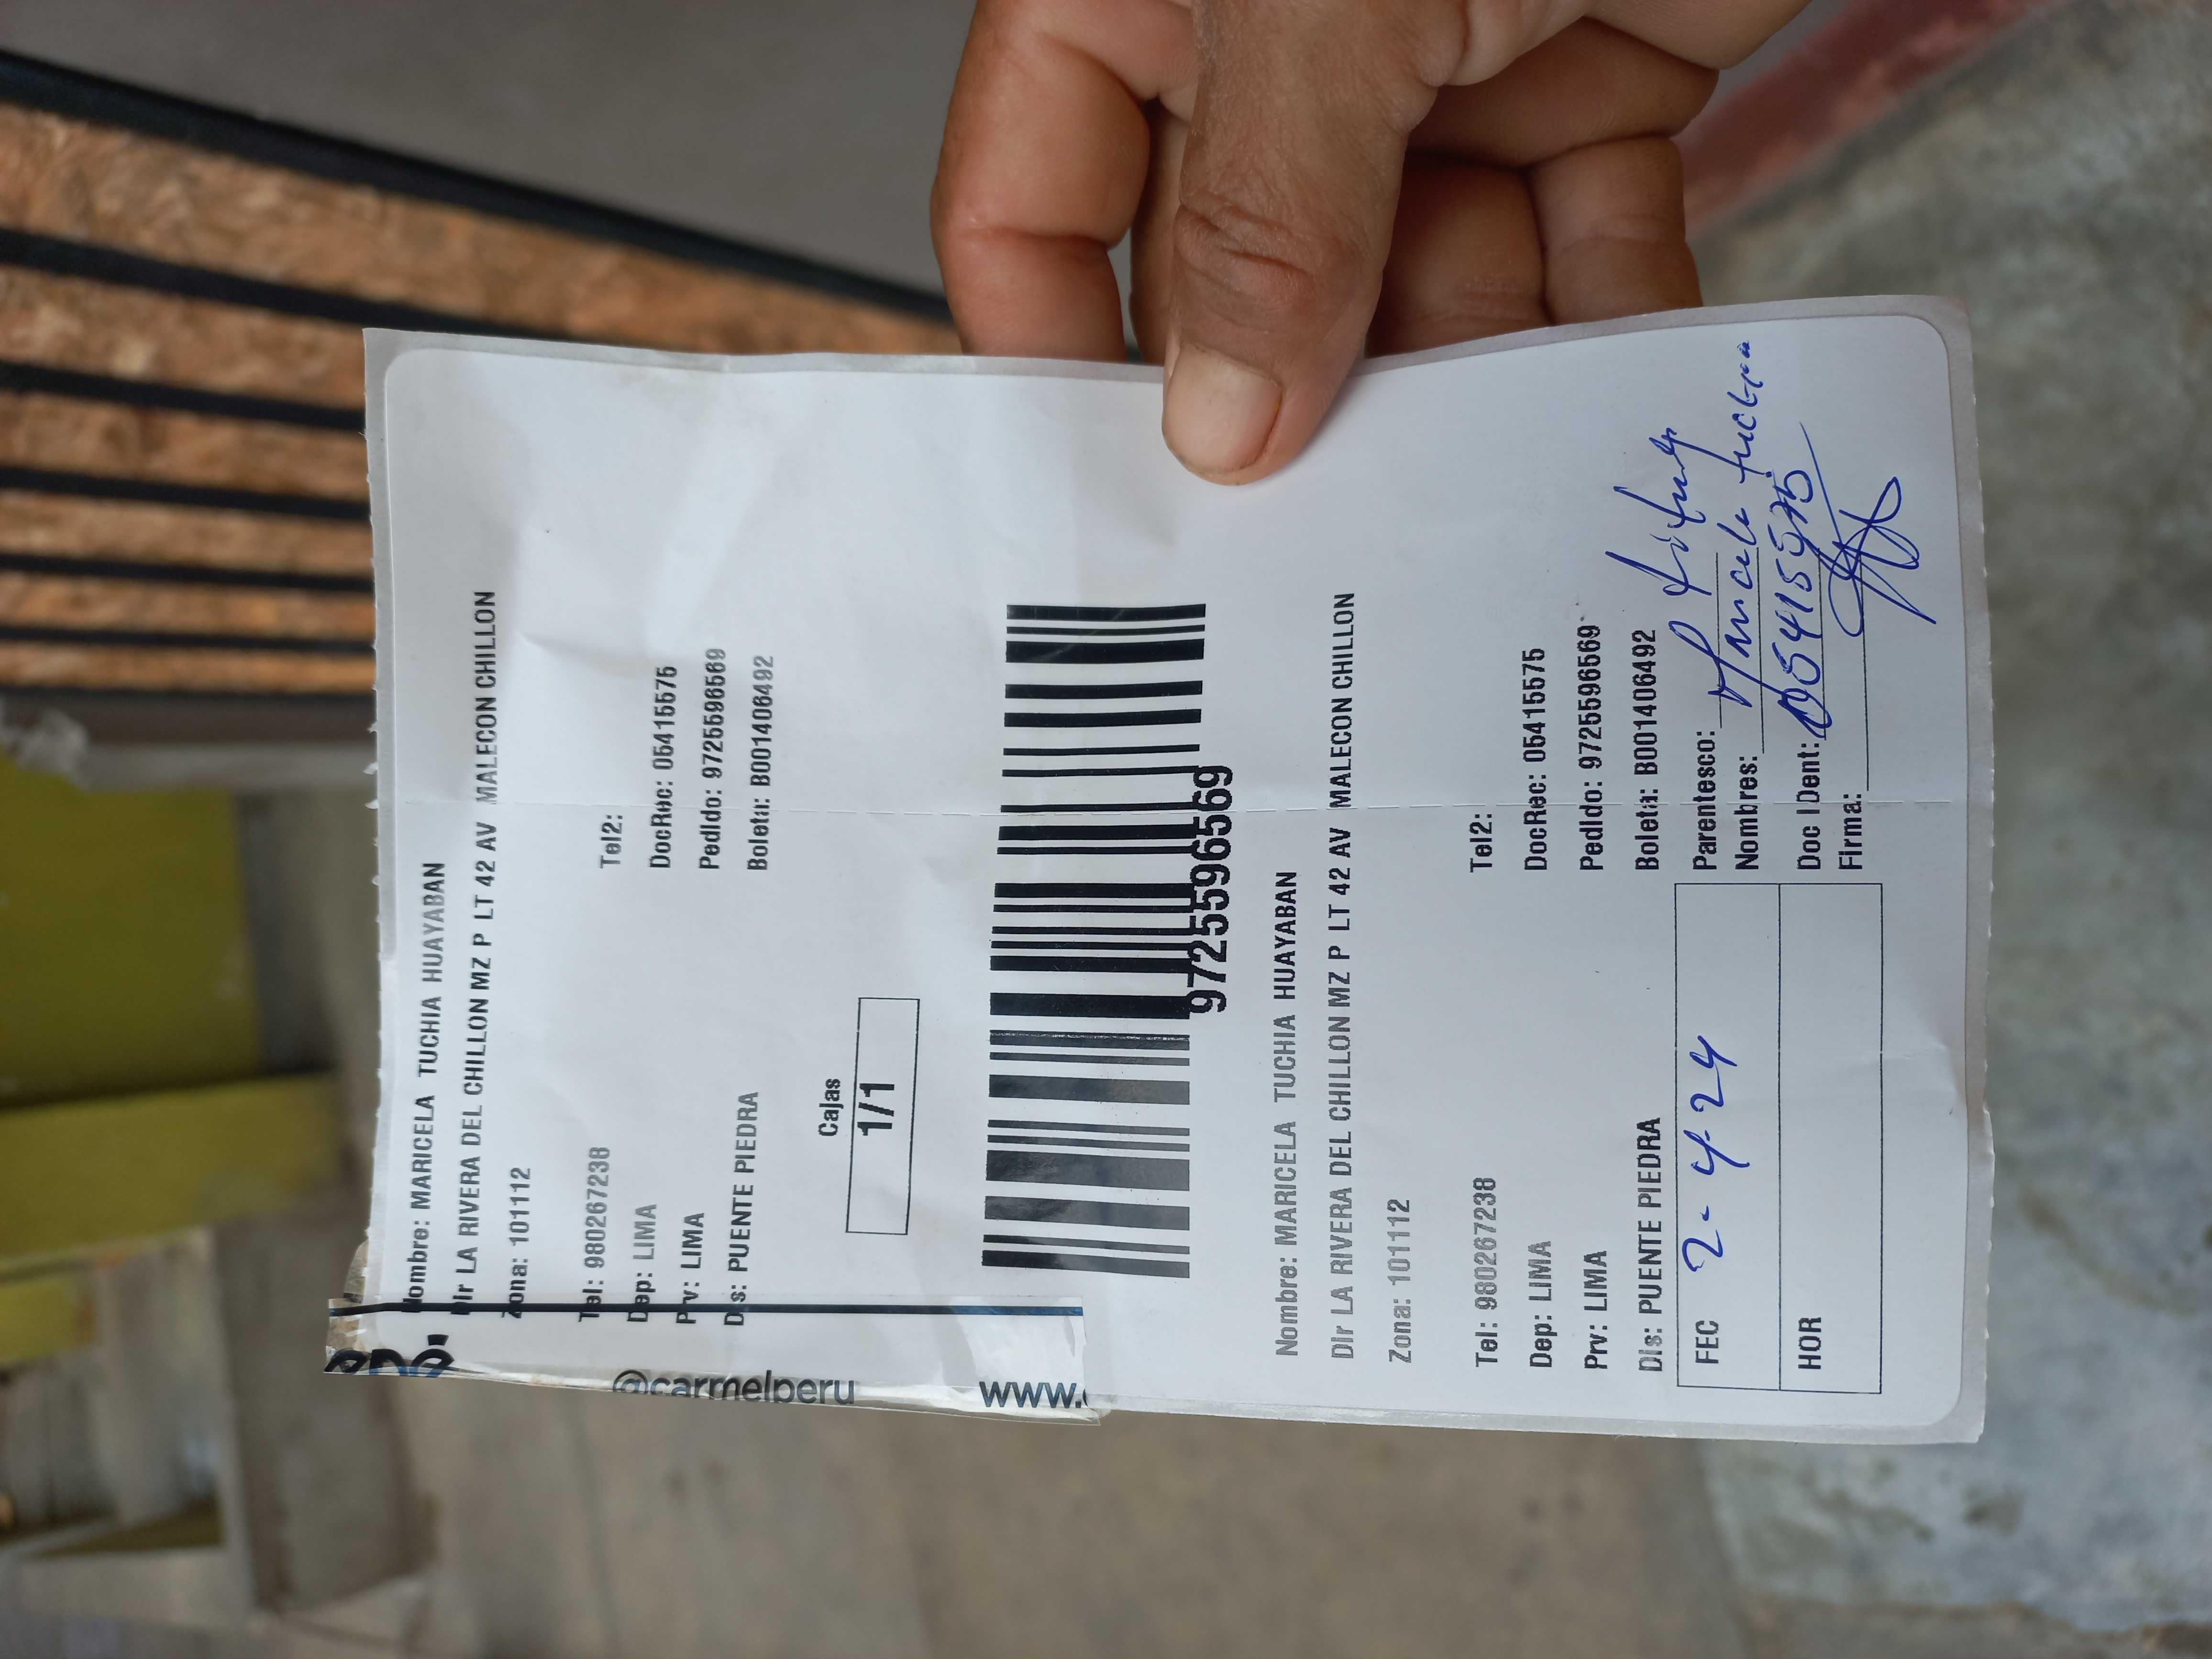 Nombre: MARICELA TUCHIA HUAYABAN
Dir LA RIVERA DEL CHILLON MZ P LT 42 AV MALECON CHILLON
Zona: 101112
Tel: 980267238 Tel2:
Dep: LIMA DocRec: 05415575
Prv: LIMA Pedido: 9725596569
Dis: PUENTE PIEDRA Boleta: B001406492
Cajas
1/1
@carmelperu
www.
9725596569
Nombre: MARICELA TUCHIA HUAYABAN
Dir LA RIVERA DEL CHILLON MZ P LT 42 AV MALECON CHILLON
Zona: 101112
Tel: 980267238 Tel2:
Dep: LIMA DocRec: 05415575
Prv: LIMA Pedido: 9725596569
Dis: PUENTE PIEDRA Boleta: B001406492
FEC 2-4-24
HOR
Parentesco:
Nombres:
Doc IDent: 05415575
Firma: